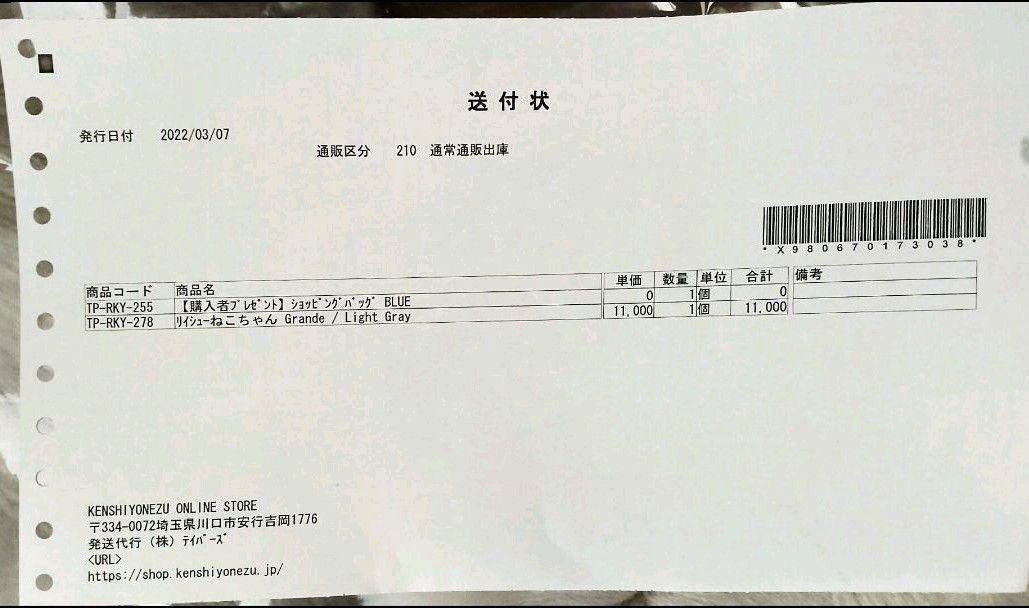 送付状
発行日付 2022/03/07
通販区分 210 通常通販出庫
*X980670173038*
商品コード 商品名 単価 数量 単位 合計 備考
TP-RKY-255 【購入者ﾌﾟﾚｾﾞﾝﾄ】ｼｮｯﾋﾟﾝｸﾞﾊﾞｯｸﾞ BLUE 0 1 個 0
TP-RKY-278 ﾘｲｼｭｰねこちゃん Grande / Light Gray 11,000 1 個 11,000
KENSHIYONEZU ONLINE STORE
〒334-0072埼玉県川口市安行吉岡1776
発送代行（株）ﾃｲﾊﾞｰｽﾞ
<URL>
https://shop.kenshiyonezu.jp/